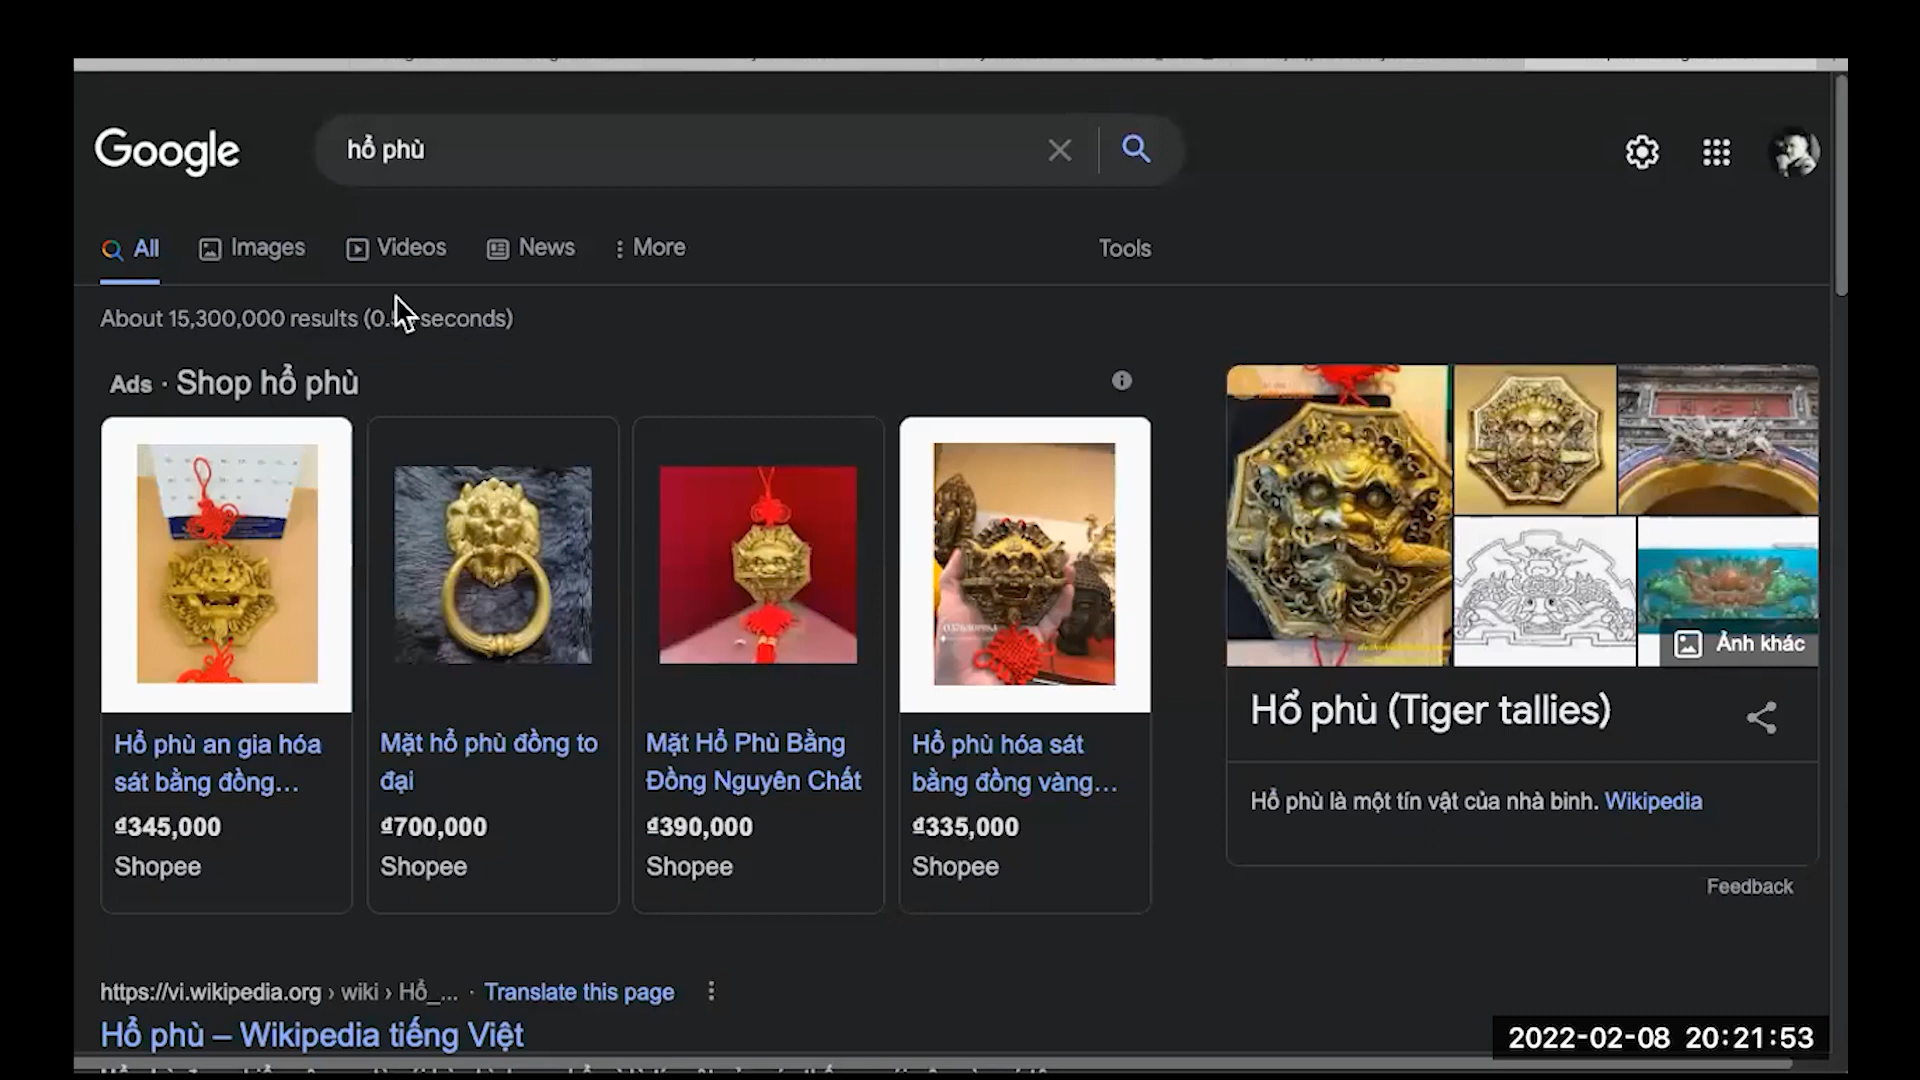 Google
hổ phù
All
Images
Videos
News
More
Tools
About 15,300,000 results (0. seconds)
Ads · Shop hổ phù
Hổ phù an gia hóa
sát bằng đồng...
₫345,000
Shopee
Mặt hổ phù đồng to
đại
₫700,000
Shopee
Mặt Hổ Phù Bằng
Đồng Nguyên Chất
₫390,000
Shopee
Hổ phù hóa sát
bằng đồng vàng...
₫335,000
Shopee
Ảnh khác
Hổ phù (Tiger tallies)
Hổ phù là một tín vật của nhà binh. Wikipedia
Feedback
https://vi.wikipedia.org › wiki › Hổ_... · Translate this page
Hổ phù – Wikipedia tiếng Việt
2022-02-08 20:21:53